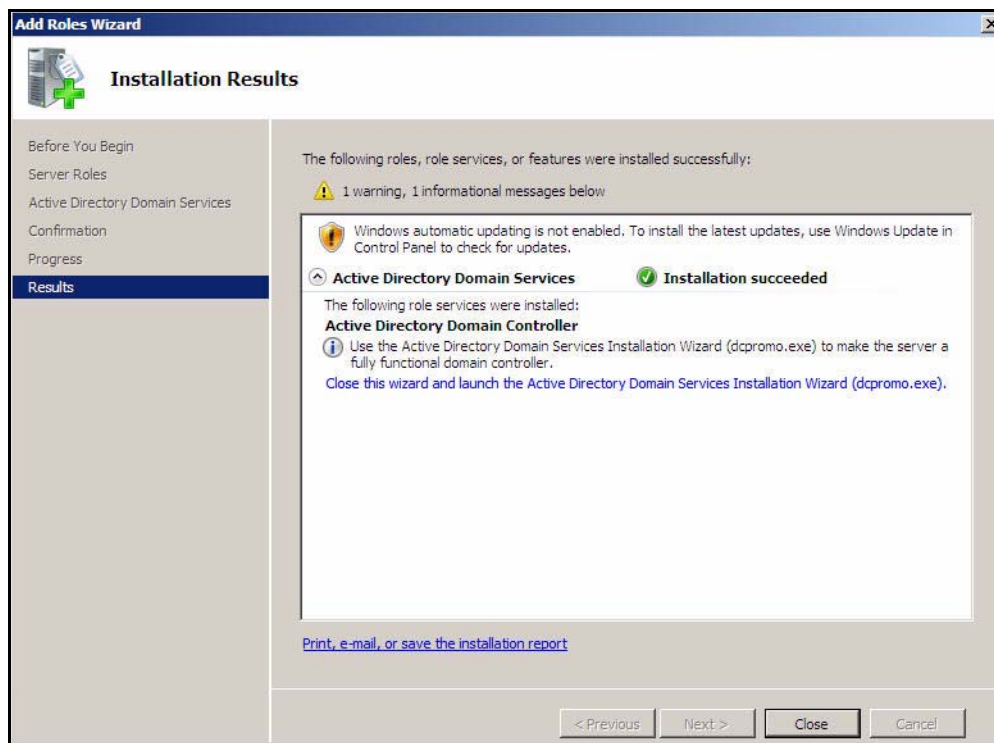 Add Roles Wizard
Installation Results
Before You Begin
Server Roles
Active Directory Domain Services
Confirmation
Progress
Results
The following roles, role services, or features were installed successfully:
1 warning, 1 informational messages below
Windows automatic updating is not enabled. To install the latest updates, use Windows Update in
Control Panel to check for updates.
Active Directory Domain Services Installation succeeded
The following role services were installed:
Active Directory Domain Controller
Use the Active Directory Domain Services Installation Wizard (dcpromo.exe) to make the server a
fully functional domain controller.
Close this wizard and launch the Active Directory Domain Services Installation Wizard (dcpromo.exe).
Print, e-mail, or save the installation report
< Previous Next > Close Cancel